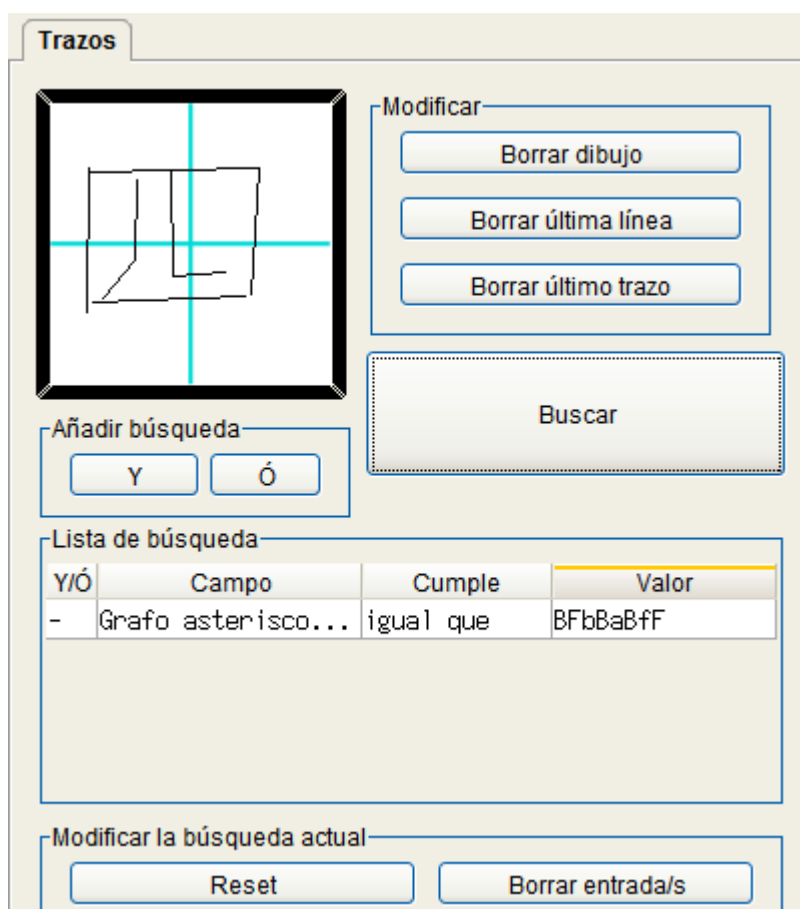 Trazos
Modificar
Borrar dibujo
Borrar última línea
Borrar último trazo
Buscar
Añadir búsqueda
Y Ó
Lista de búsqueda
Y/Ó Campo Cumple Valor
- Grafo asterisco... igual que BFbBaBfF
Modificar la búsqueda actual
Reset Borrar entrada/s